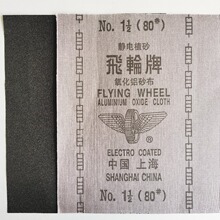 No. 1½ (80#)
静电植砂
飛輪牌
氧化铝砂布
FLYING WHEEL
ALUMINIUM OXIDE CLOTH
ELECTRO COATED
中国 上海
SHANGHAI CHINA
No. 1½ (80#)